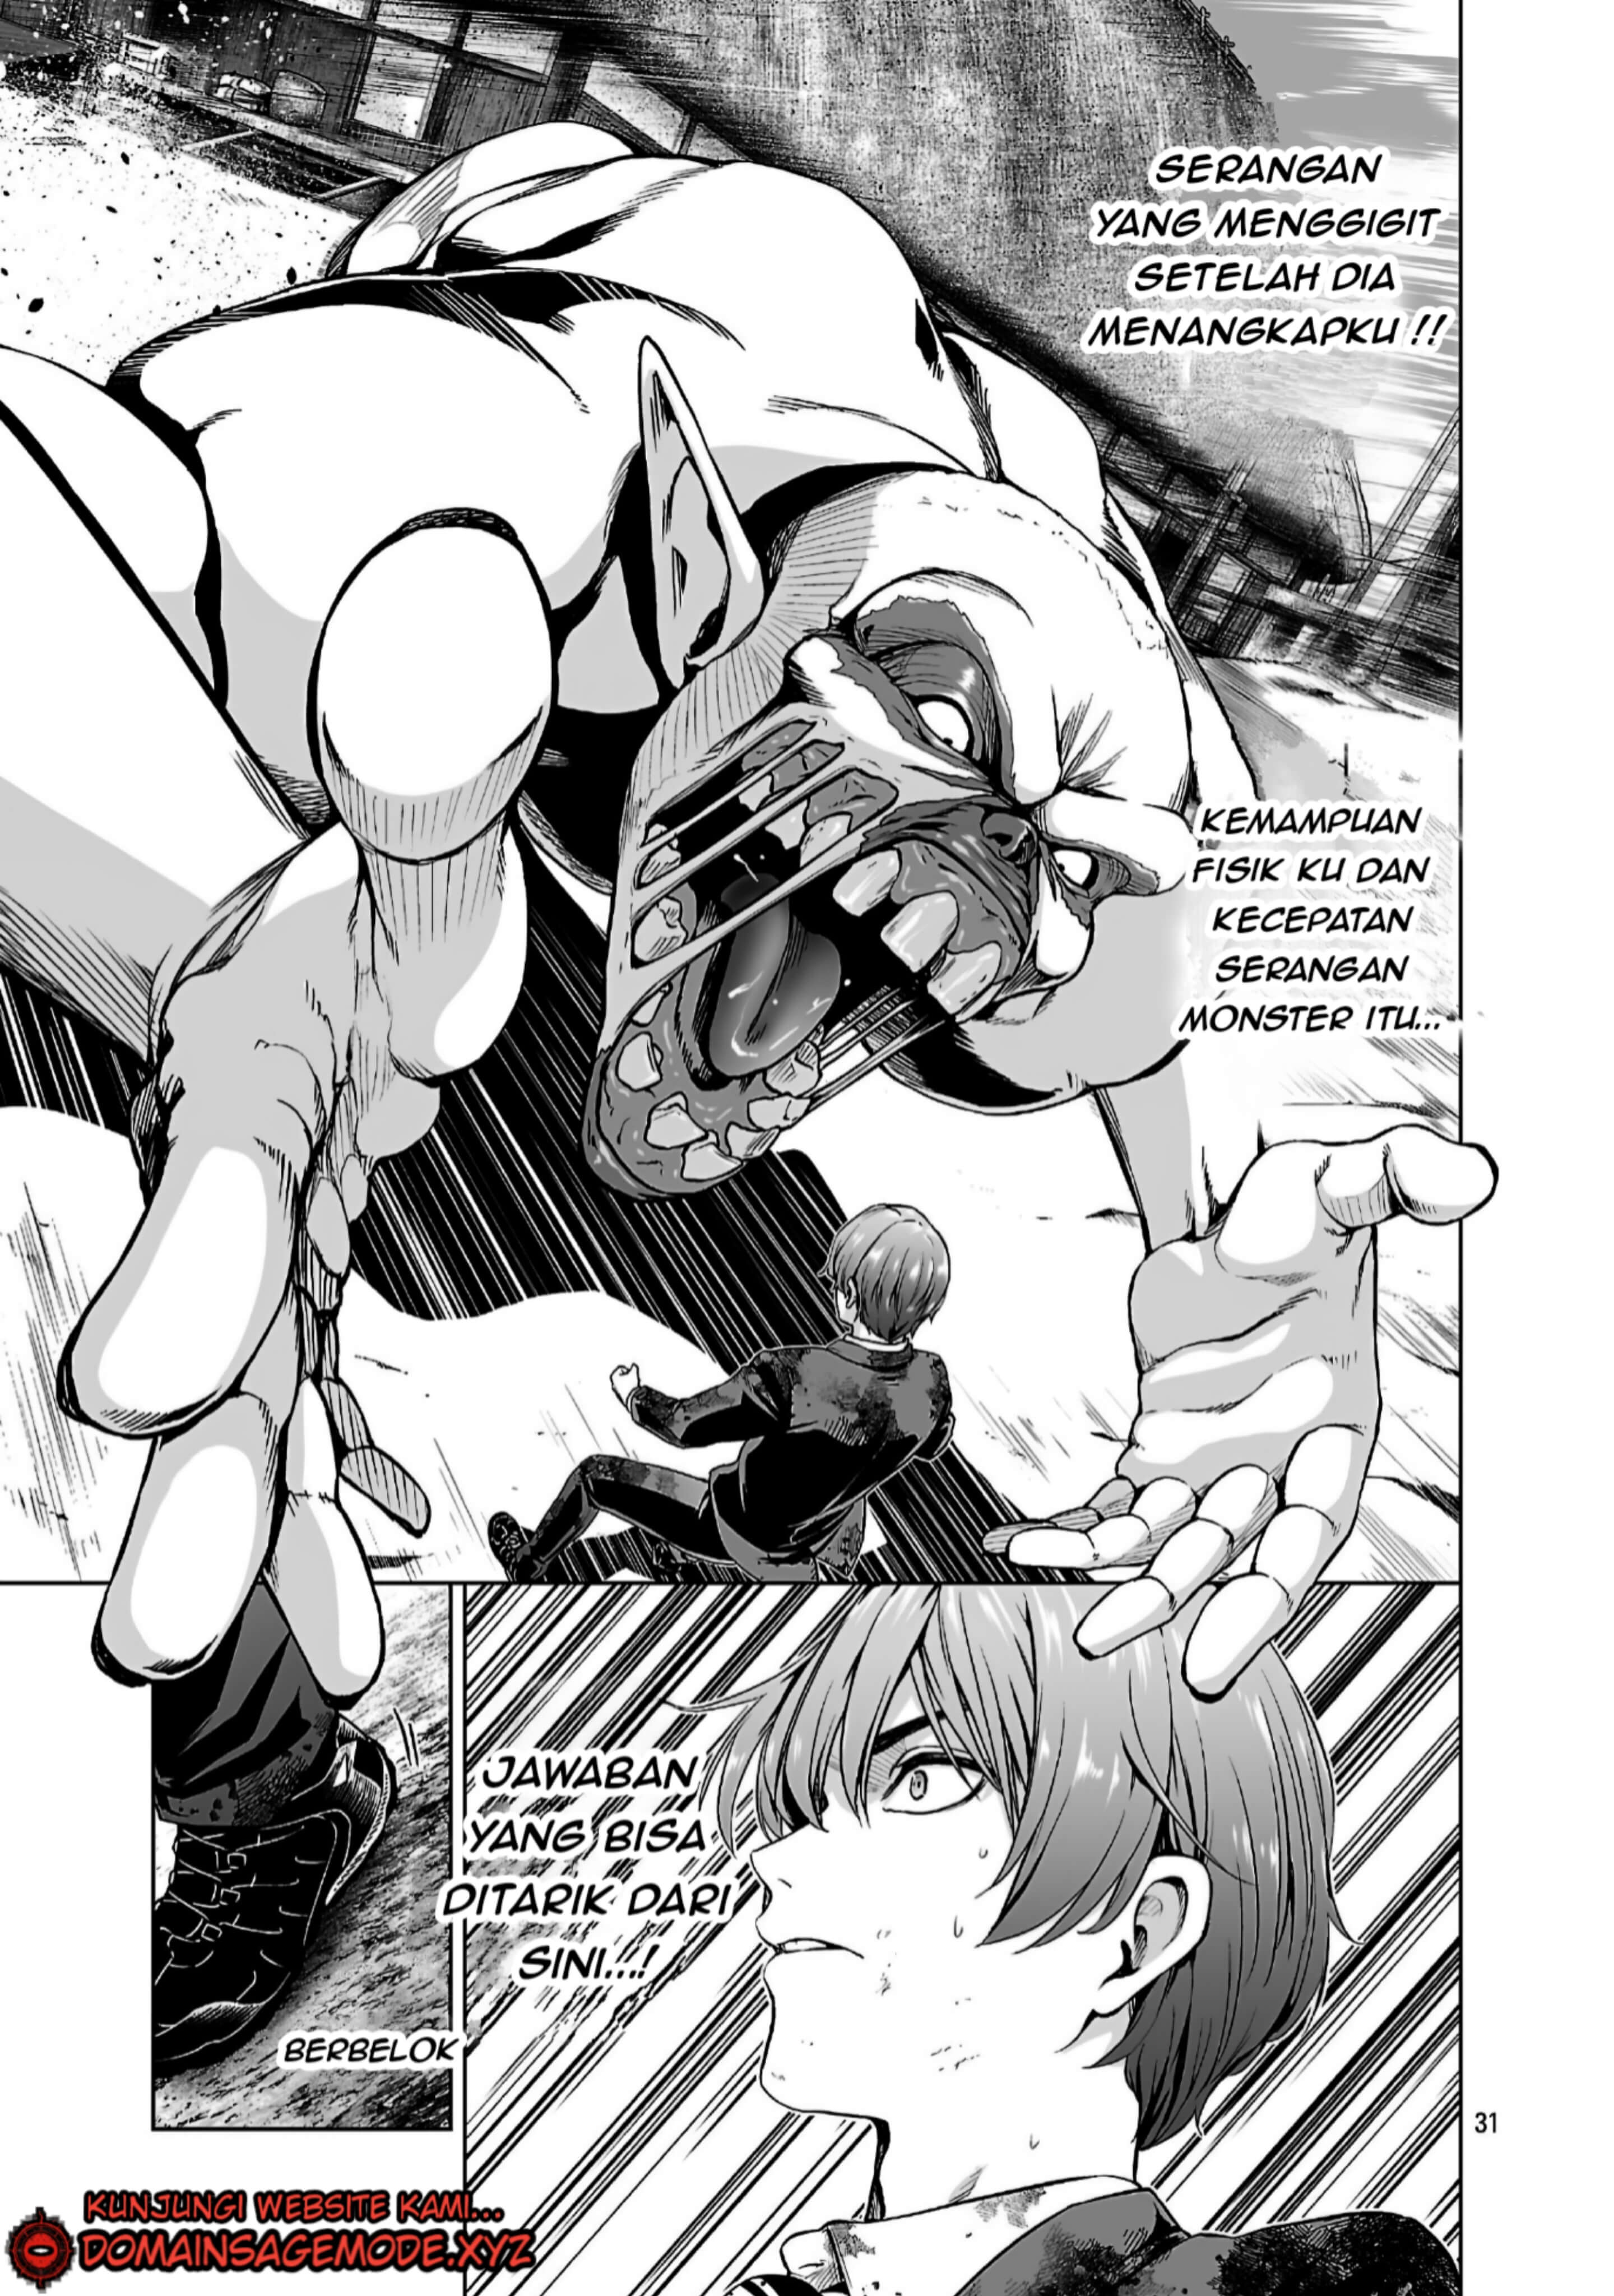 SERANGAN
YANG MENGGIGIT
SETELAH DIA
MENANGKAPKU !!
KEMAMPUAN
FISIK KU DAN
KECEPATAN
SERANGAN
MONSTER ITU...
JAWABAN
YANG BISA
DITARIK DARI
SINI...!
BERBELOK
31
KUNJUNGI WEBSITE KAMI...
DOMAINSAGEMODE.XYZ